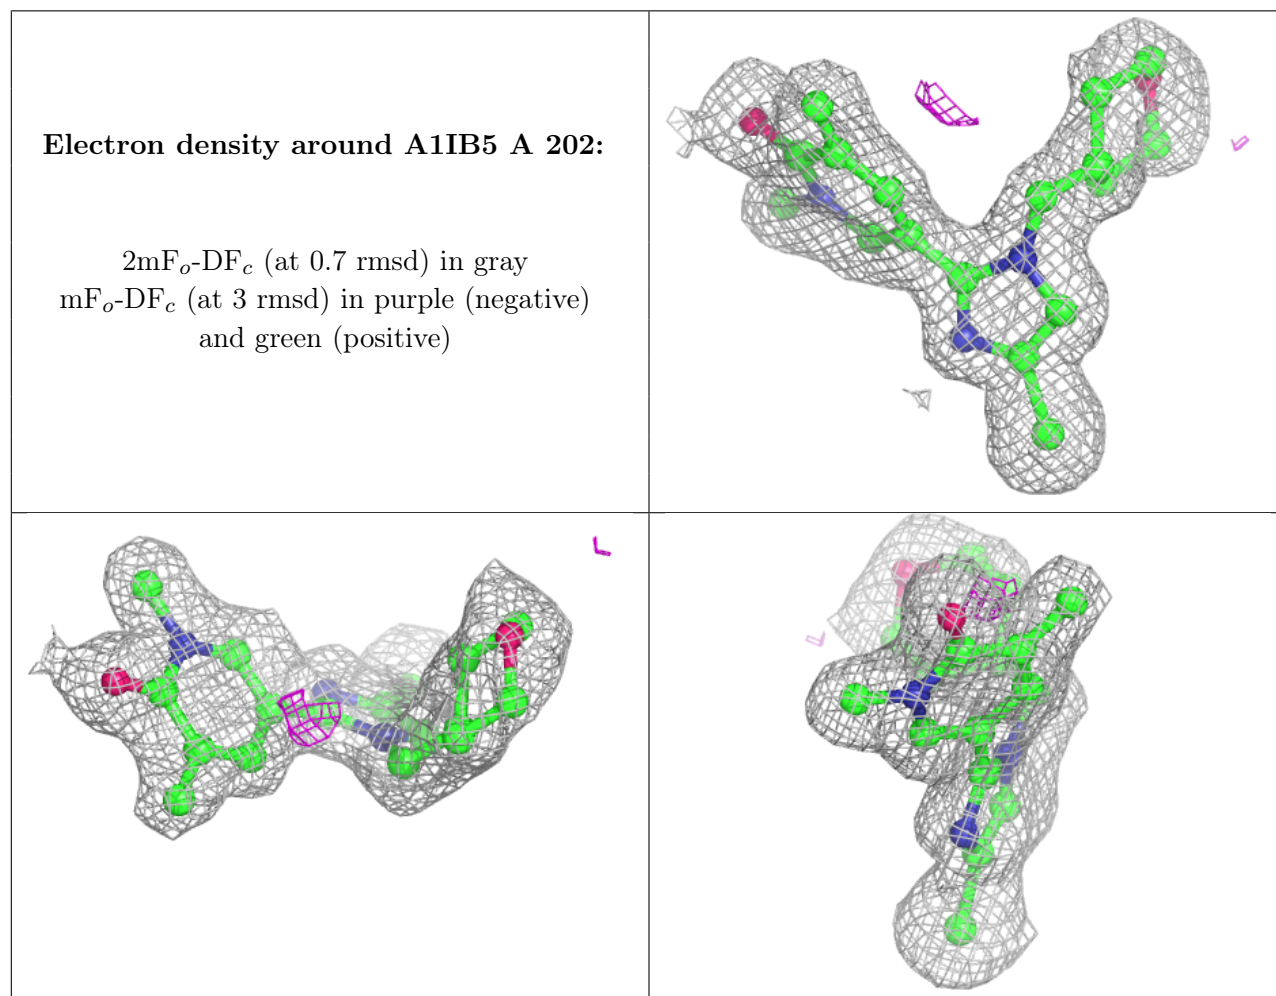 Electron density around A1IB5 A 202:
2mFₒ-DF𝒸 (at 0.7 rmsd) in gray
mFₒ-DF𝒸 (at 3 rmsd) in purple (negative)
and green (positive)